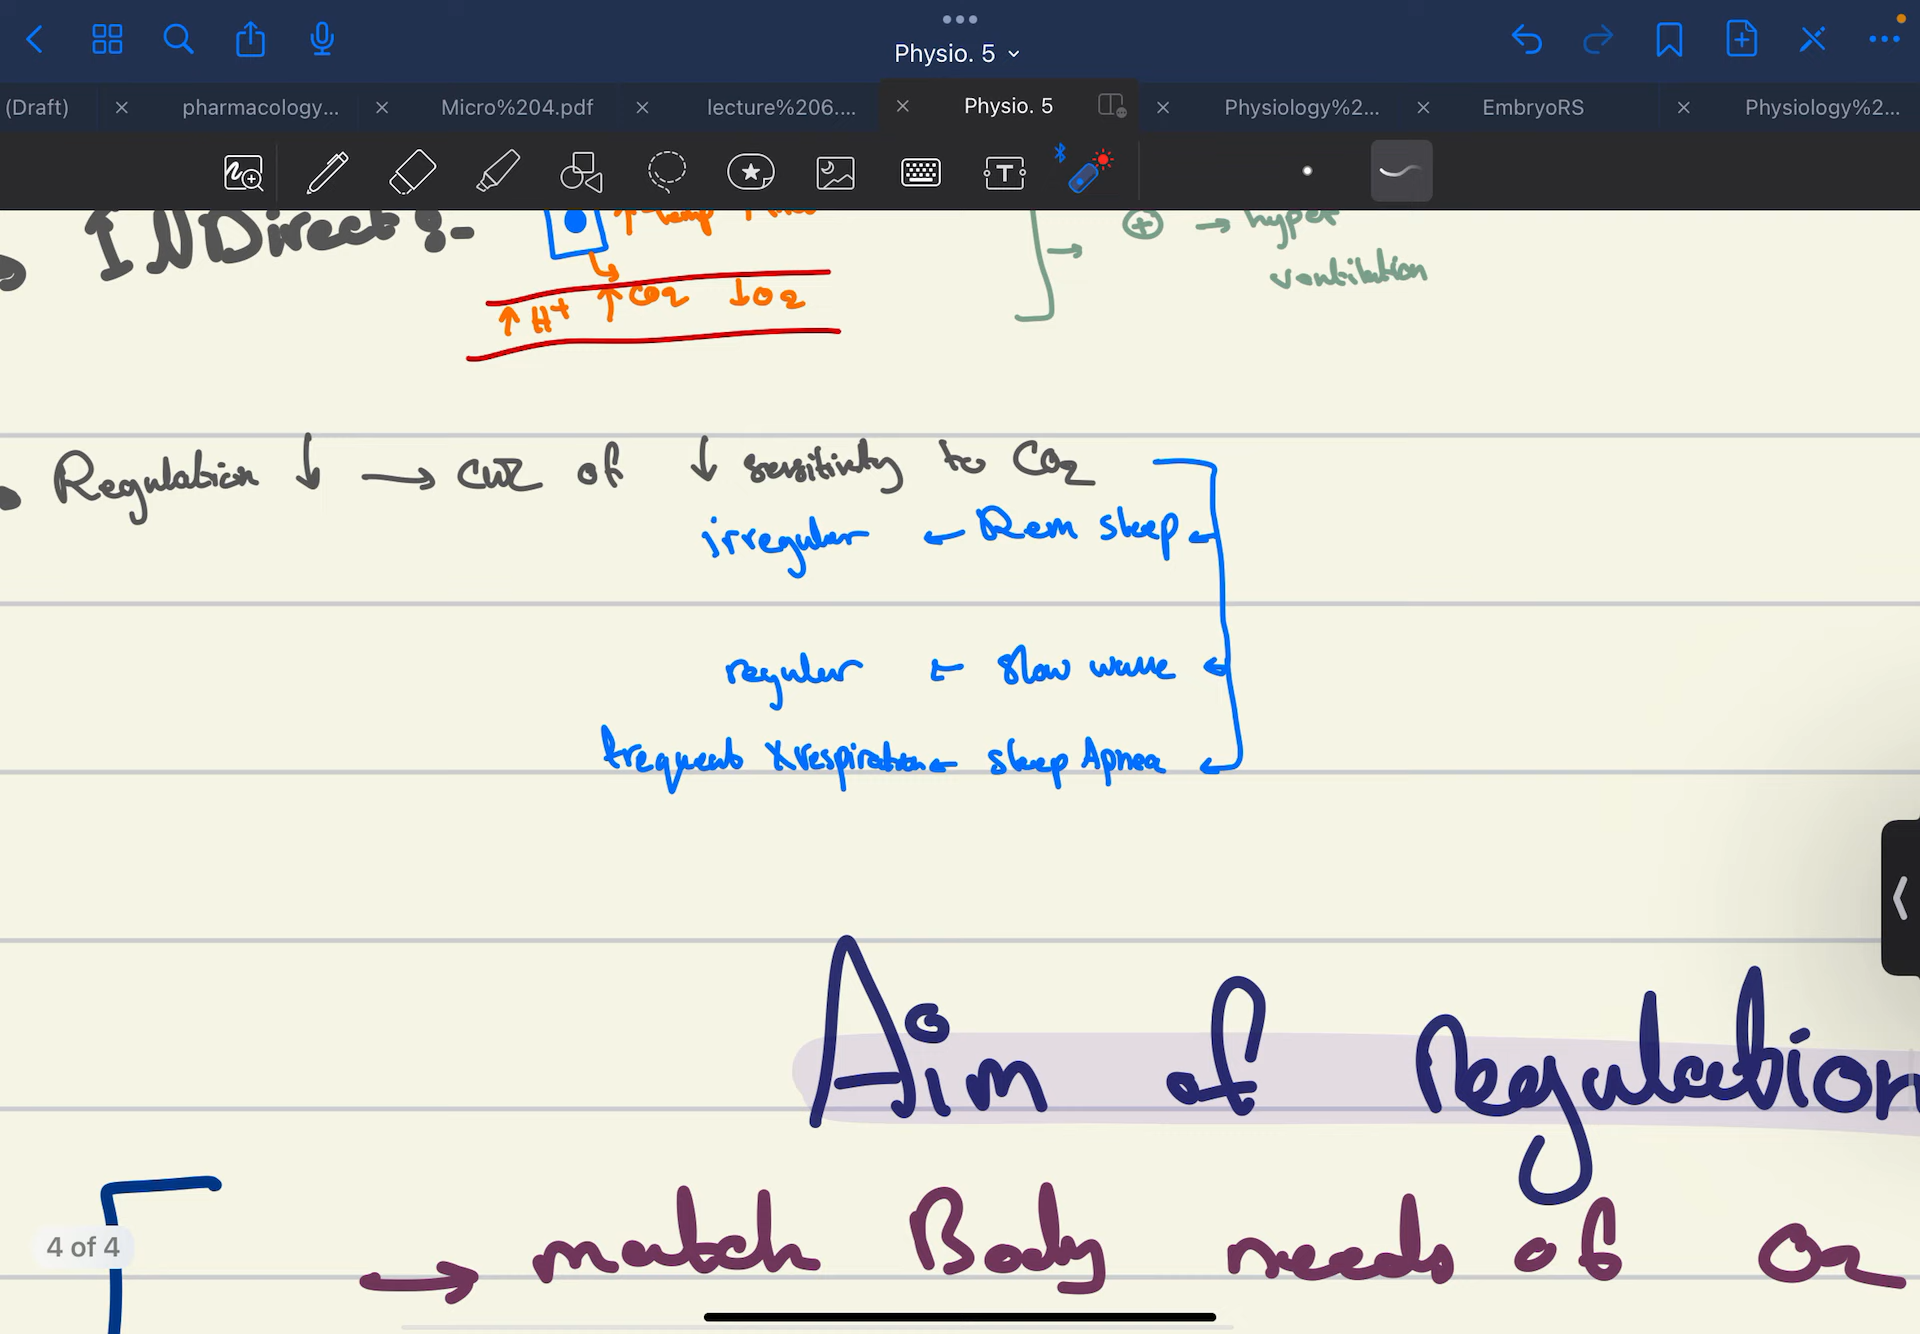 Physio. 5
(Draft) pharmacology... Micro%204.pdf lecture%206.... Physio. 5 Physiology%2... EmbryoRS Physiology%2...
INDirect :-
↑ temp
⊕ → hyper
ventilation
↑ H+ ↑ CO2 ↓ O2
Regulation ↓ → cuz of ↓ sensitivity to CO2
irregular ← Rem sleep ←
regular ← slow wave ←
frequent X respiration ← sleep Apnea ←
Aim of regulation
→ match Body needs of O2
4 of 4